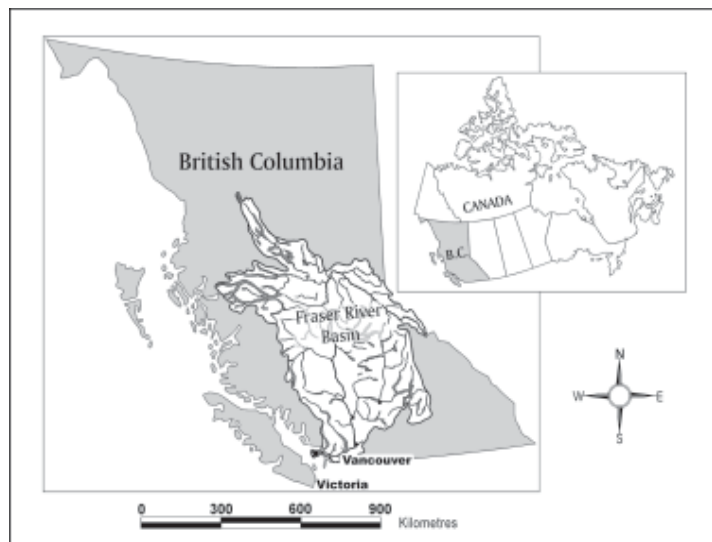 British Columbia
CANADA
B.C.
Fraser River
Basin
N
W
E
S
Vancouver
Victoria
0 300 600 900
Kilometres